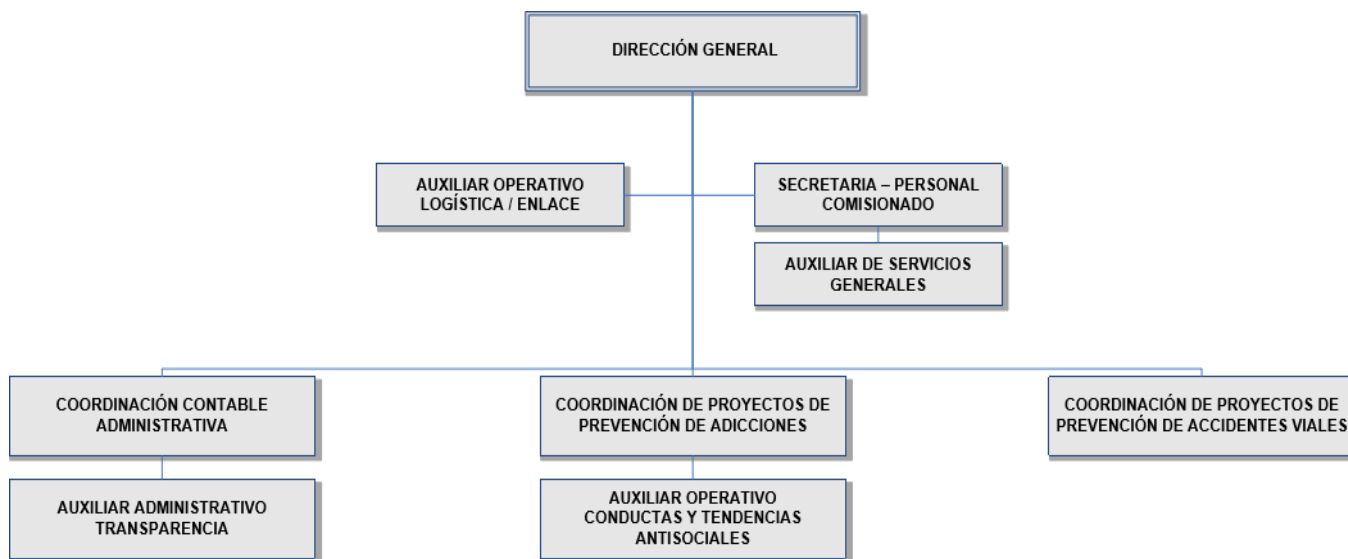 DIRECCIÓN GENERAL
AUXILIAR OPERATIVO
LOGÍSTICA / ENLACE
SECRETARIA – PERSONAL
COMISIONADO
AUXILIAR DE SERVICIOS
GENERALES
COORDINACIÓN CONTABLE
ADMINISTRATIVA
COORDINACIÓN DE PROYECTOS DE
PREVENCIÓN DE ADICCIONES
COORDINACIÓN DE PROYECTOS DE
PREVENCIÓN DE ACCIDENTES VIALES
AUXILIAR ADMINISTRATIVO
TRANSPARENCIA
AUXILIAR OPERATIVO
CONDUCTAS Y TENDENCIAS
ANTISOCIALES